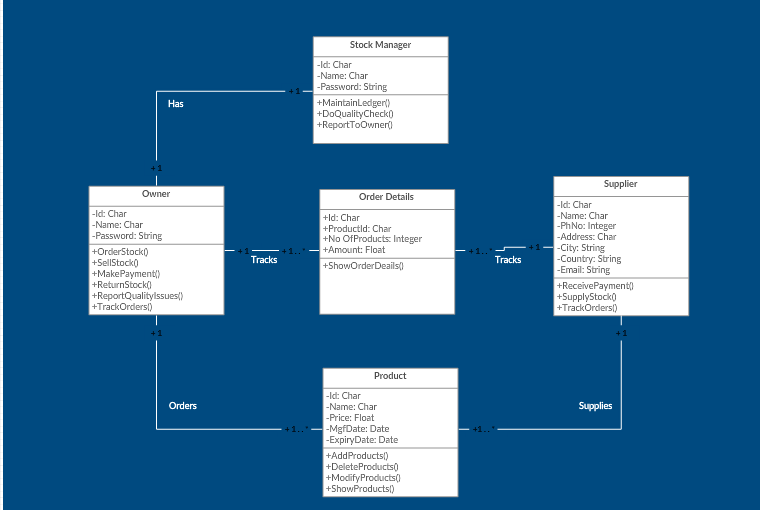 Stock Manager
-Id: Char
-Name: Char
-Password: String
+MaintainLedger()
+DoQualityCheck()
+ReportToOwner()
+1
Has
+1
Owner
-Id: Char
-Name: Char
-Password: String
+OrderStock()
+SellStock()
+MakePayment()
+ReturnStock()
+ReportQualityIssues()
+TrackOrders()
+1
+1..*
Tracks
Order Details
+Id: Char
+ProductId: Char
+No OfProducts: Integer
+Amount: Float
+ShowOrderDeails()
+1..*
+1
Tracks
Supplier
-Id: Char
-Name: Char
-PhNo: Integer
-Address: Char
-City: String
-Country: String
-Email: String
+ReceivePayment()
+SupplyStock()
+TrackOrders()
+1
+1
Orders
+1..*
Product
-Id: Char
-Name: Char
-Price: Float
-MgfDate: Date
-ExpiryDate: Date
+AddProducts()
+DeleteProducts()
+ModifyProducts()
+ShowProducts()
+1..*
Supplies